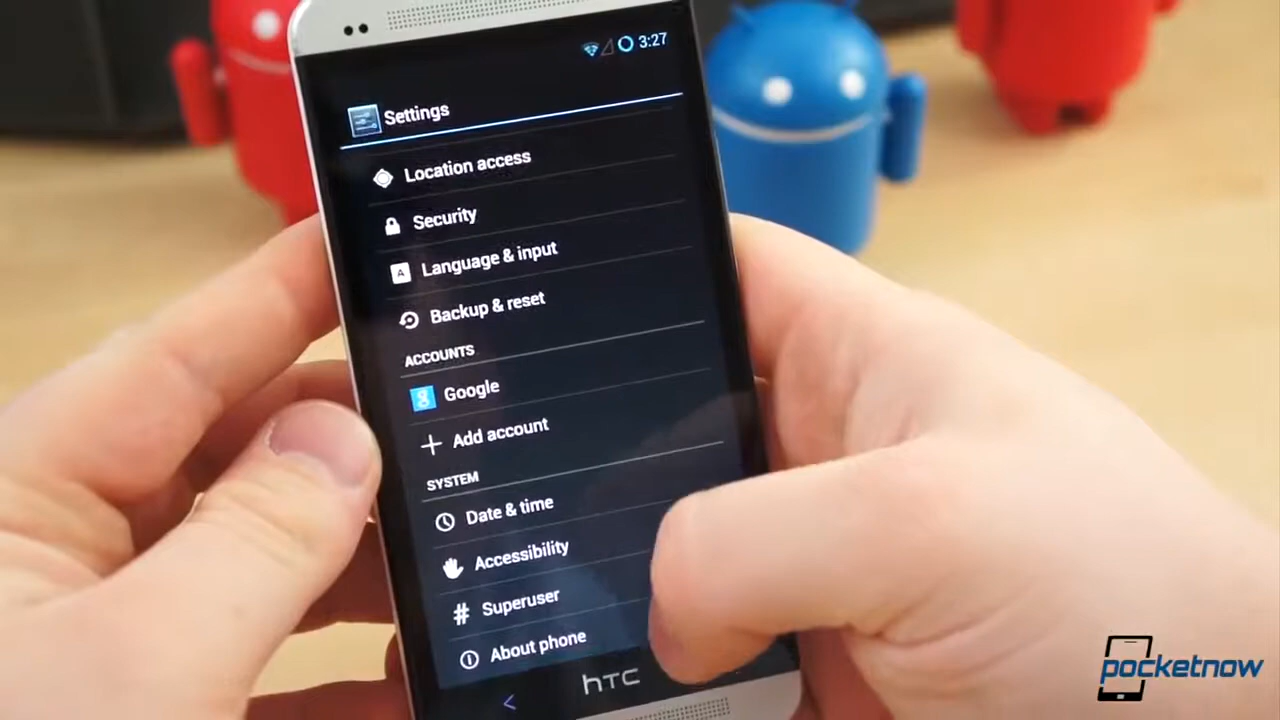 3:27
Settings
Location access
Security
A Language & input
Backup & reset
ACCOUNTS
g Google
Add account
SYSTEM
Date & time
Accessibility
# Superuser
About phone
hTC
pocketnow